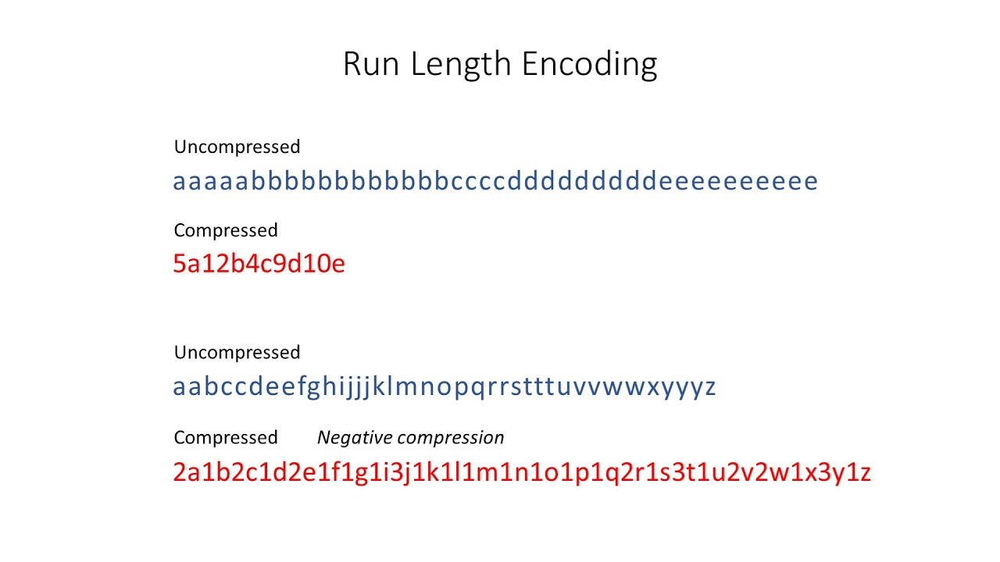 Run Length Encoding
Uncompressed
aaaaabbbbbbbbbbbbccccdddddddddeeeeeeeeee
Compressed
5a12b4c9d10e
Uncompressed
aabccdeefghijjjklmnopqrrstttuvvwwxyyyz
Compressed Negative compression
2a1b2c1d2e1f1g1i3j1k1l1m1n1o1p1q2r1s3t1u2v2w1x3y1z